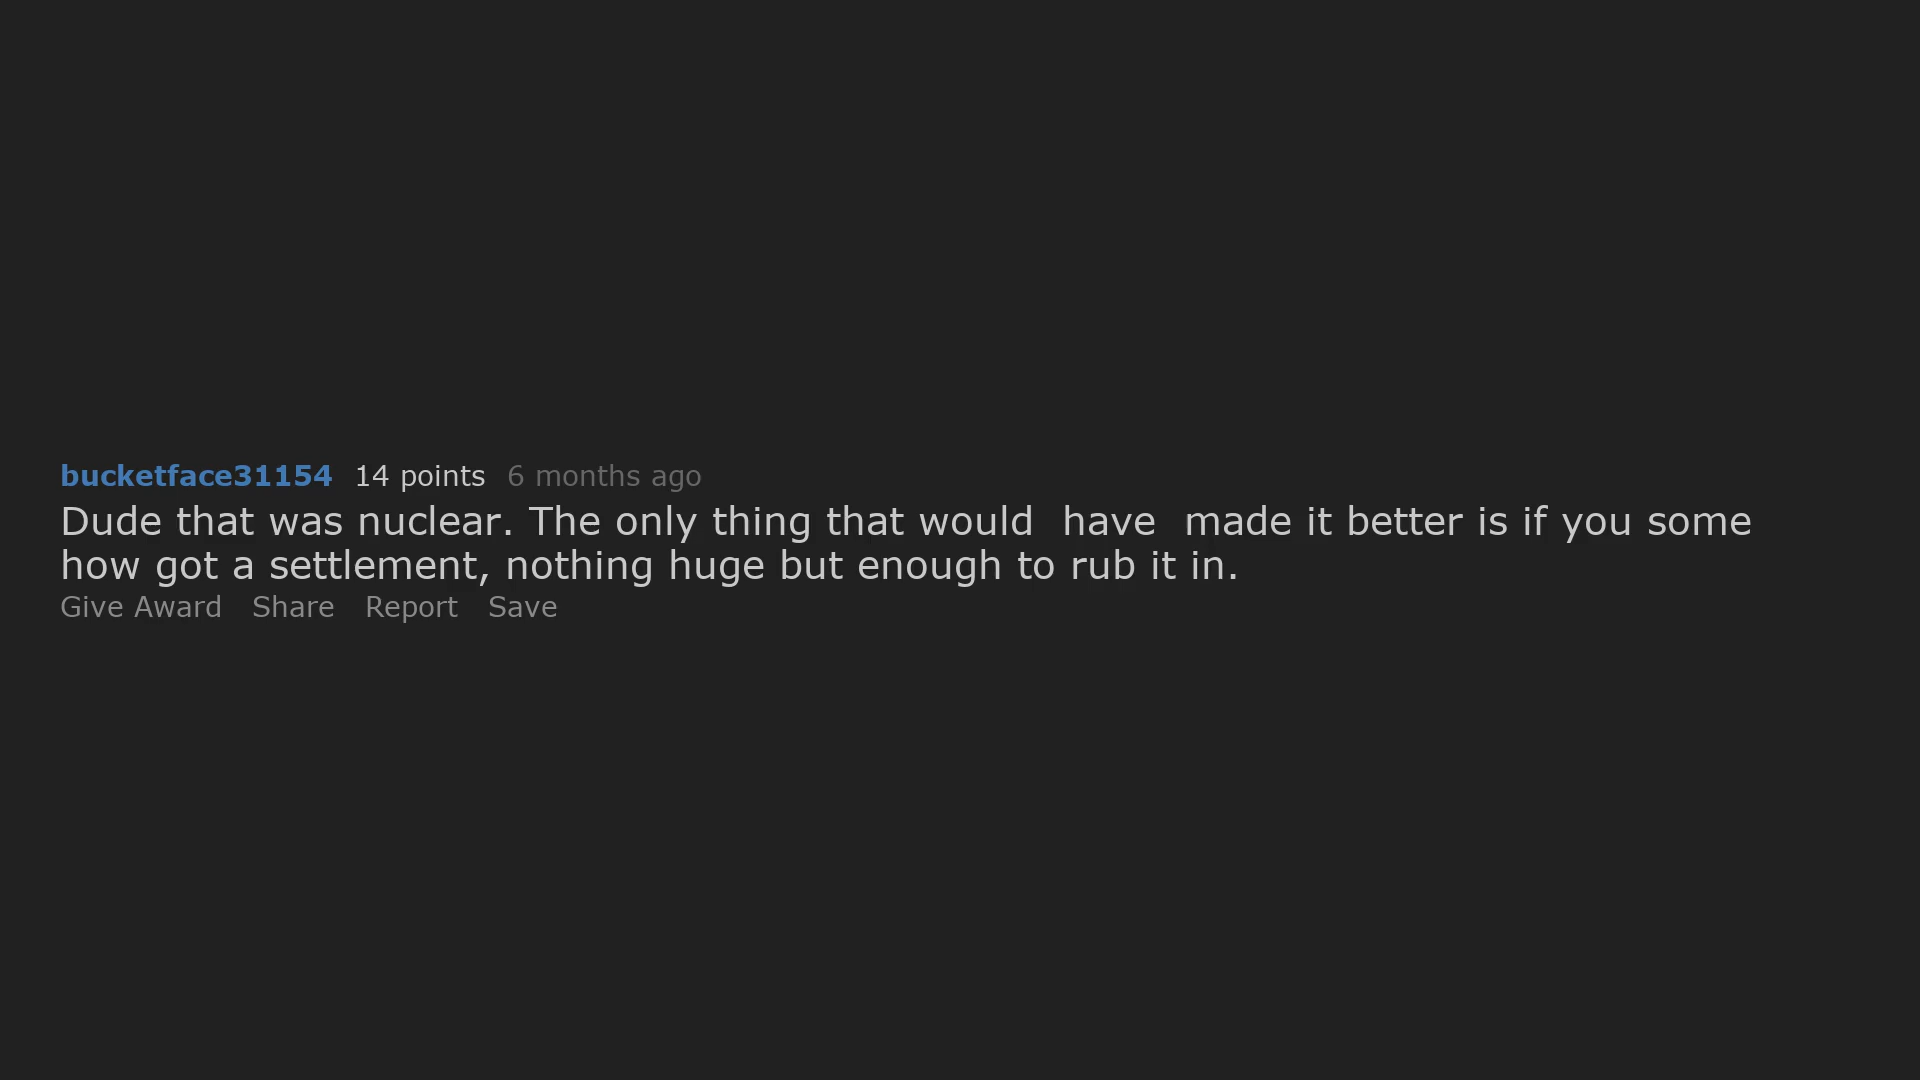 bucketface31154 14 points 6 months ago
Dude that was nuclear. The only thing that would  have  made it better is if you some
how got a settlement, nothing huge but enough to rub it in.
Give Award Share Report Save